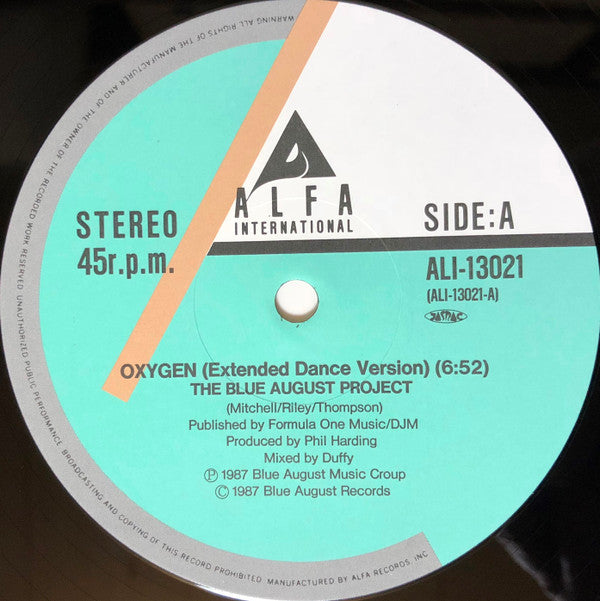 WARNING ALL RIGHTS OF THE MANUFACTURER AND OF THE OWNER OF THE RECORDED WORK RESERVED UNAUTHORIZED PUBLIC PERFORMANCE BROADCASTING AND COPYING OF THIS RECORD PROHIBITED. MANUFACTURED BY ALFA RECORDS, INC.
ALFA
INTERNATIONAL
STEREO
45r.p.m.
SIDE:A
ALI-13021
(ALI-13021-A)
JASRAC
OXYGEN (Extended Dance Version) (6:52)
THE BLUE AUGUST PROJECT
(Mitchell/Riley/Thompson)
Published by Formula One Music/DJM
Produced by Phil Harding
Mixed by Duffy
Ⓟ 1987 Blue August Music Croup
© 1987 Blue August Records